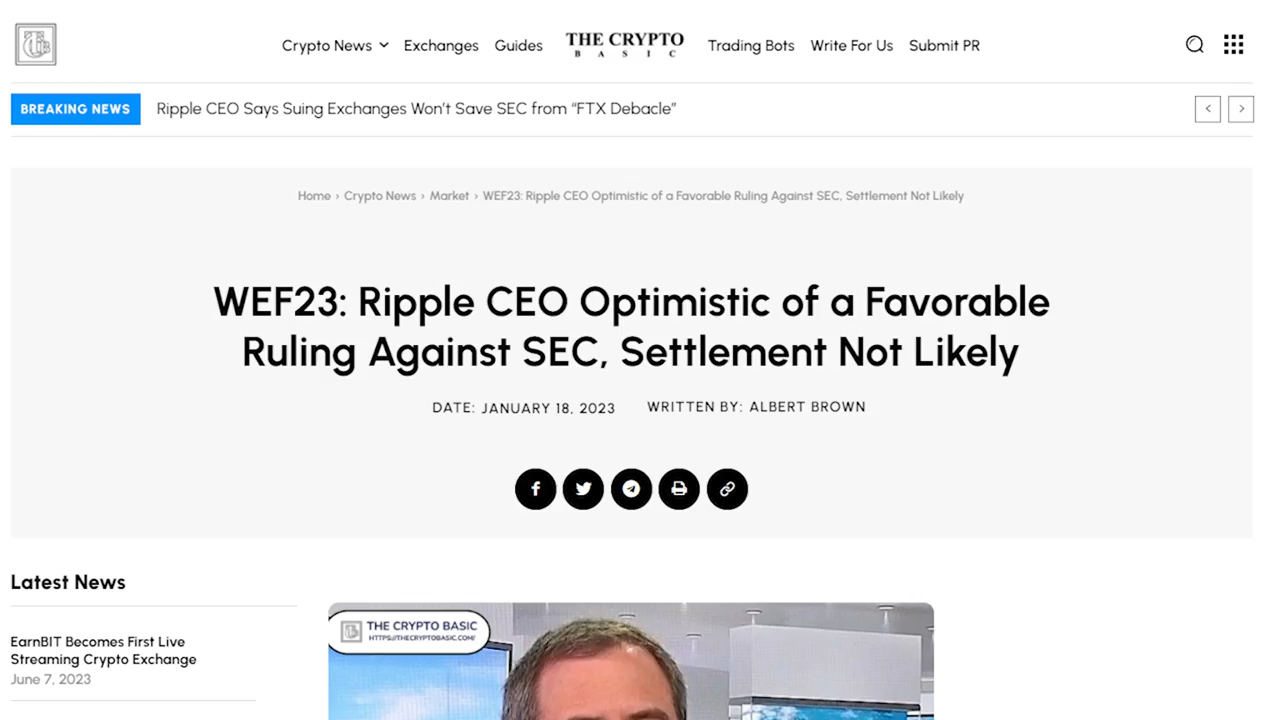 Crypto News Exchanges Guides THE CRYPTO BASIC Trading Bots Write For Us Submit PR
BREAKING NEWS Ripple CEO Says Suing Exchanges Won't Save SEC from “FTX Debacle”
Home › Crypto News › Market › WEF23: Ripple CEO Optimistic of a Favorable Ruling Against SEC, Settlement Not Likely
WEF23: Ripple CEO Optimistic of a Favorable
Ruling Against SEC, Settlement Not Likely
DATE: JANUARY 18, 2023 WRITTEN BY: ALBERT BROWN
Latest News
EarnBIT Becomes First Live
Streaming Crypto Exchange
June 7, 2023
THE CRYPTO BASIC
HTTPS://THECRYPTOBASIC.COM/